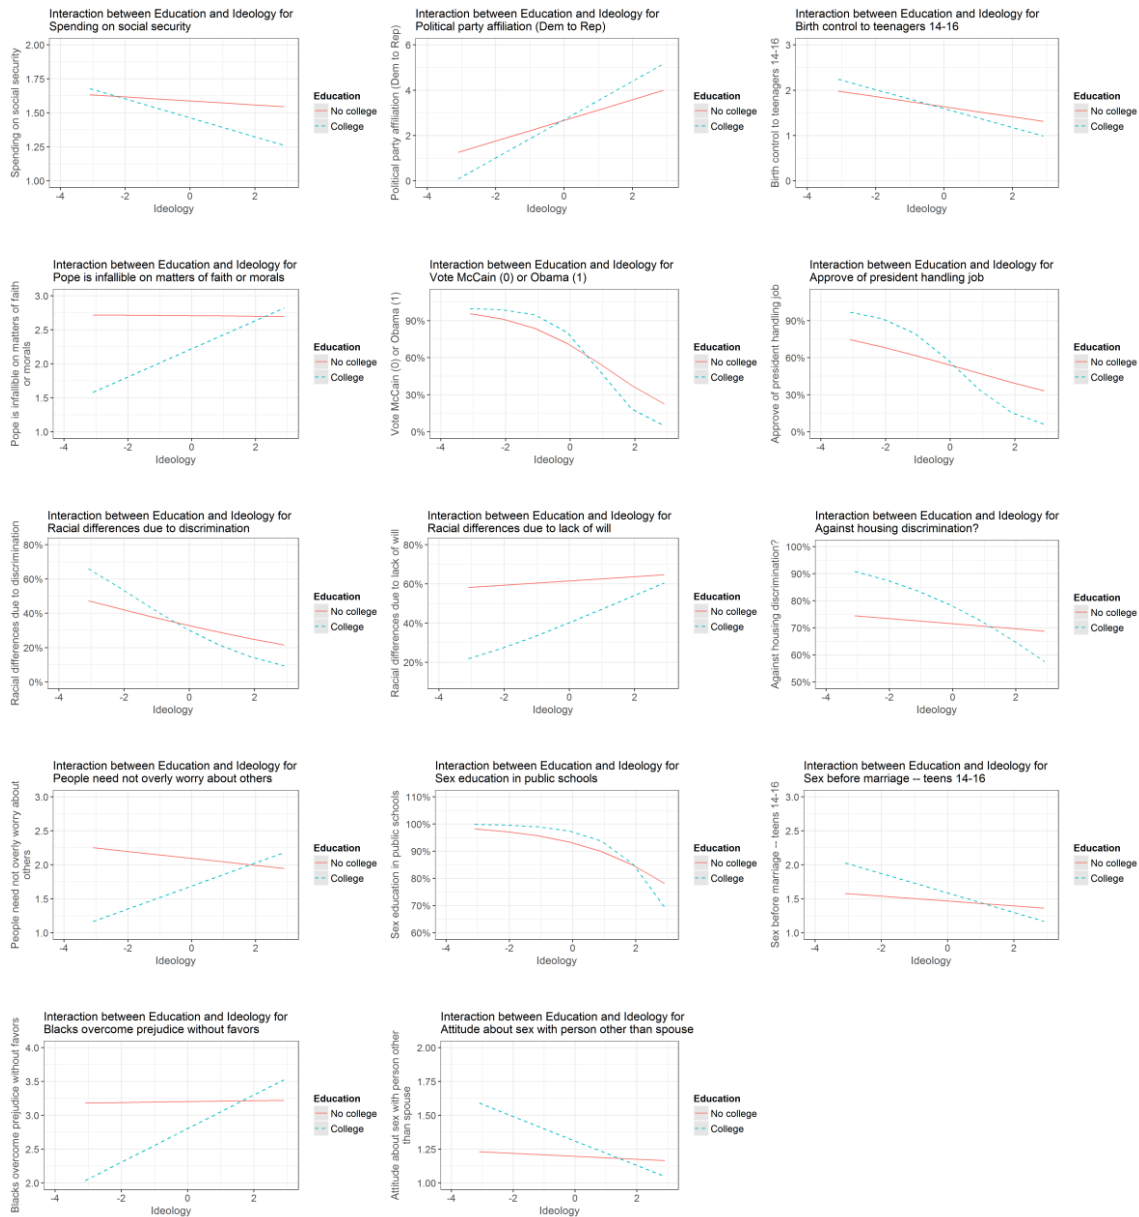 Interaction between Education and Ideology for
Spending on social security
Spending on social security
2.00
1.75
1.50
1.25
1.00
-4
-2
0
2
Ideology
Education
No college
College
Interaction between Education and Ideology for
Political party affiliation (Dem to Rep)
Political party affiliation (Dem to Rep)
6
4
2
0
-4
-2
0
2
Ideology
Education
No college
College
Interaction between Education and Ideology for
Birth control to teenagers 14-16
Birth control to teenagers 14-16
3
2
1
0
-4
-2
0
2
Ideology
Education
No college
College
Interaction between Education and Ideology for
Pope is infallible on matters of faith or morals
Pope is infallible on matters of faith
or morals
3.0
2.5
2.0
1.5
1.0
-4
-2
0
2
Ideology
Education
No college
College
Interaction between Education and Ideology for
Vote McCain (0) or Obama (1)
Vote McCain (0) or Obama (1)
90%
60%
30%
0%
-4
-2
0
2
Ideology
Education
No college
College
Interaction between Education and Ideology for
Approve of president handling job
Approve of president handling job
90%
60%
30%
0%
-4
-2
0
2
Ideology
Education
No college
College
Interaction between Education and Ideology for
Racial differences due to discrimination
Racial differences due to discrimination
80%
60%
40%
20%
0%
-4
-2
0
2
Ideology
Education
No college
College
Interaction between Education and Ideology for
Racial differences due to lack of will
Racial differences due to lack of will
80%
60%
40%
20%
-4
-2
0
2
Ideology
Education
No college
College
Interaction between Education and Ideology for
Against housing discrimination?
Against housing discrimination?
100%
90%
80%
70%
60%
50%
-4
-2
0
2
Ideology
Education
No college
College
Interaction between Education and Ideology for
People need not overly worry about others
People need not overly worry about
others
3.0
2.5
2.0
1.5
1.0
-4
-2
0
2
Ideology
Education
No college
College
Interaction between Education and Ideology for
Sex education in public schools
Sex education in public schools
110%
100%
90%
80%
70%
60%
-4
-2
0
2
Ideology
Education
No college
College
Interaction between Education and Ideology for
Sex before marriage -- teens 14-16
Sex before marriage -- teens 14-16
3.0
2.5
2.0
1.5
1.0
-4
-2
0
2
Ideology
Education
No college
College
Interaction between Education and Ideology for
Blacks overcome prejudice without favors
Blacks overcome prejudice without favors
4.0
3.5
3.0
2.5
2.0
-4
-2
0
2
Ideology
Education
No college
College
Interaction between Education and Ideology for
Attitude about sex with person other than spouse
Attitude about sex with person other
than spouse
2.00
1.75
1.50
1.25
1.00
-4
-2
0
2
Ideology
Education
No college
College